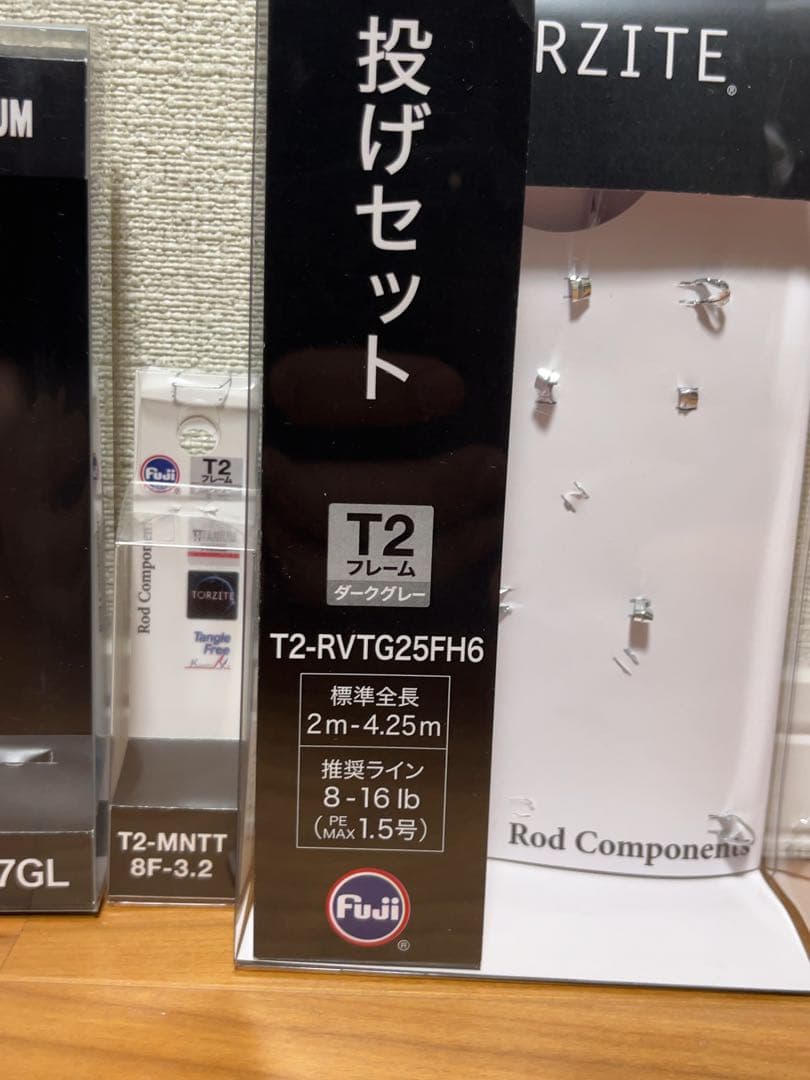 UM
7GL
Fuji
T2
フレーム
TITANIUM
TORZITE
Tangle
Free
Rod Compon
T2-MNTT
8F-3.2
投げセット
T2
フレーム
ダークグレー
T2-RVTG25FH6
標準全長
2m-4.25m
推奨ライン
8-16 lb
(PE MAX 1.5号)
Fuji
®
RZITE®
Rod Components